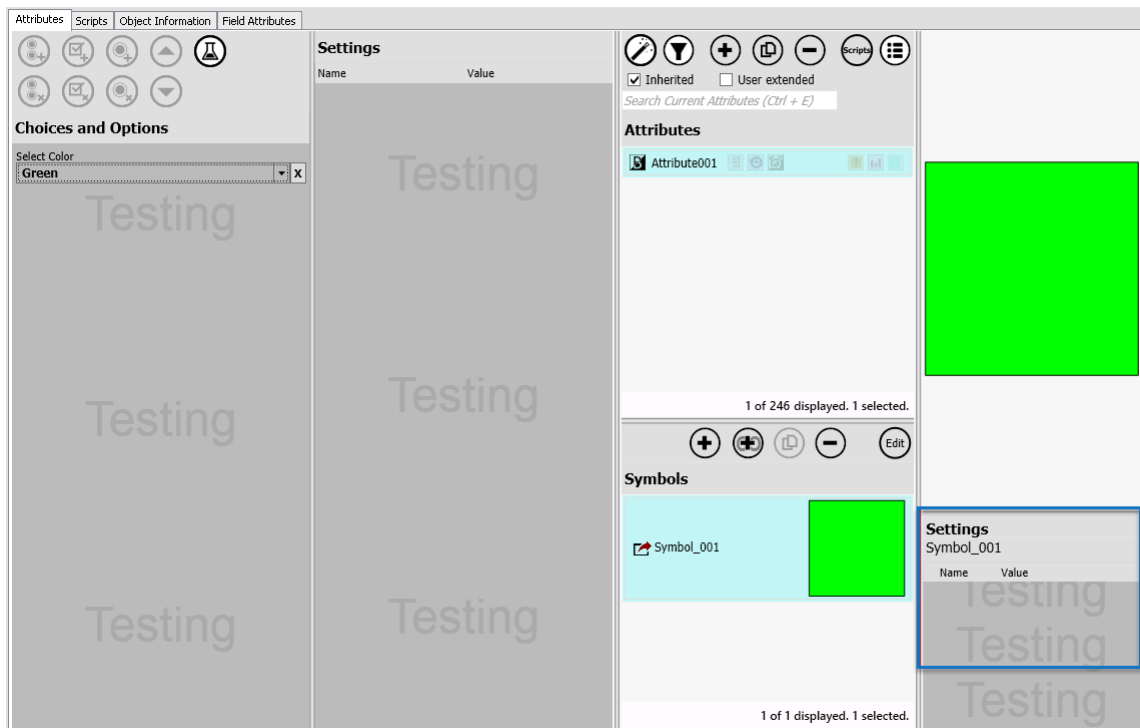 Attributes
Scripts
Object Information
Field Attributes
Choices and Options
Select Color
Green
x
Testing
Testing
Testing
Settings
Name Value
Testing
Testing
Testing
Scripts
Inherited User extended
Search Current Attributes (Ctrl + E)
Attributes
Attribute001
1 of 246 displayed. 1 selected.
Edit
Symbols
Symbol_001
1 of 1 displayed. 1 selected.
Settings
Symbol_001
Name Value
Testing
Testing
Testing